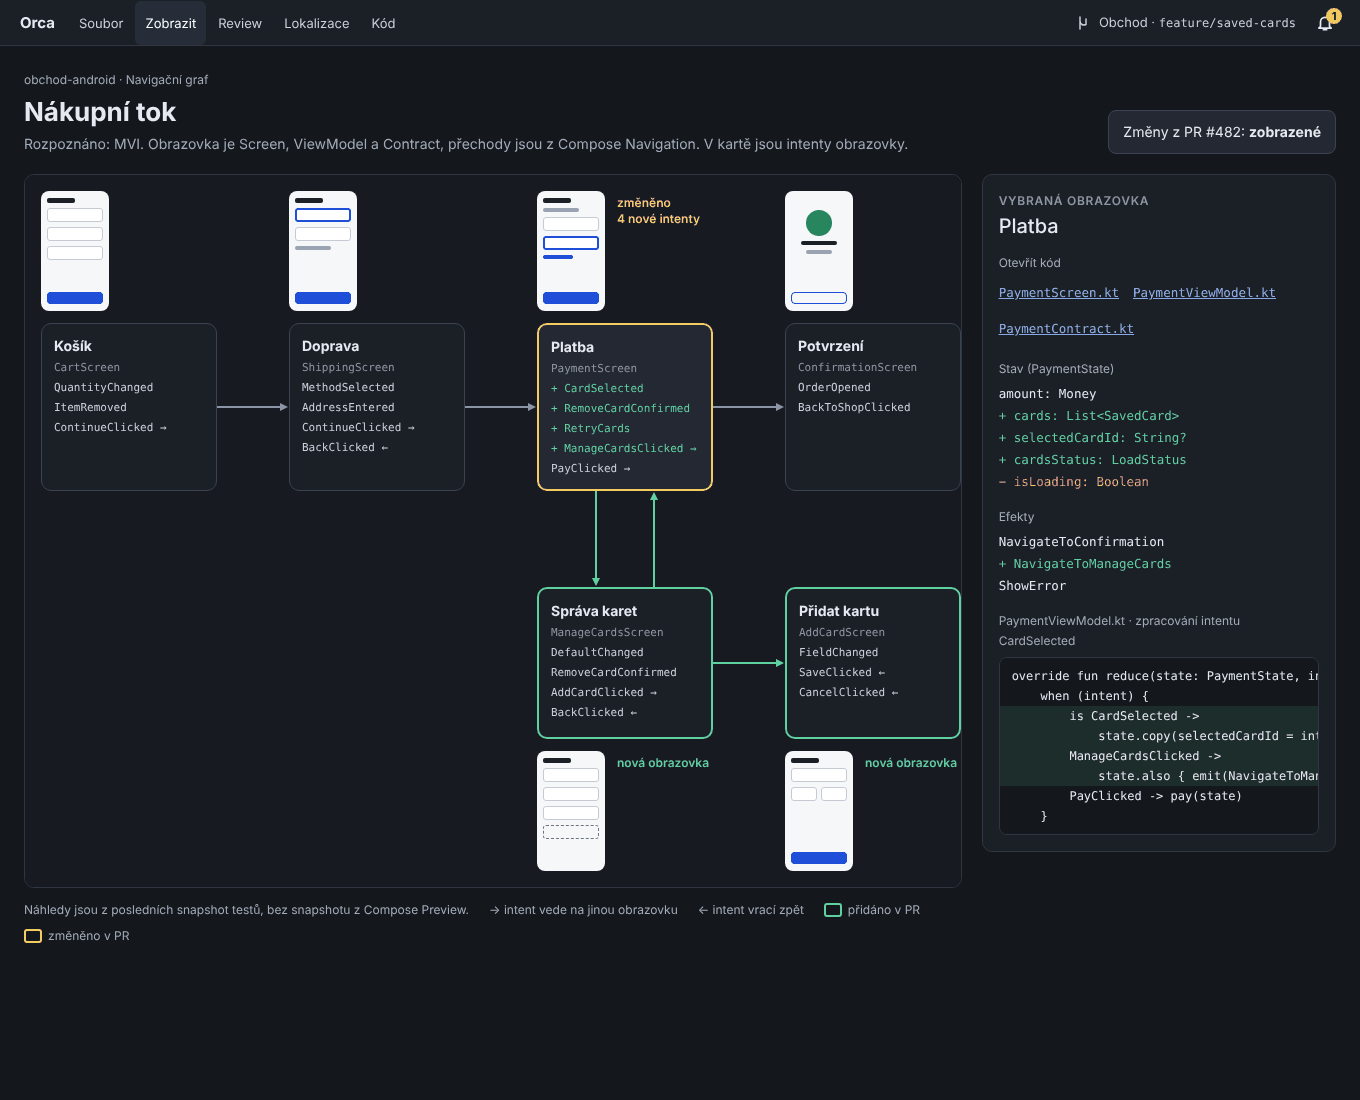 Orca Soubor Zobrazit Review Lokalizace Kód Obchod · feature/saved-cards 1
obchod-android · Navigační graf
Nákupní tok
Rozpoznáno: MVI. Obrazovka je Screen, ViewModel a Contract, přechody jsou z Compose Navigation. V kartě jsou intenty obrazovky.
Změny z PR #482: zobrazené
změněno
4 nové intenty
Košík
CartScreen
QuantityChanged
ItemRemoved
ContinueClicked →
Doprava
ShippingScreen
MethodSelected
AddressEntered
ContinueClicked →
BackClicked ←
Platba
PaymentScreen
+ CardSelected
+ RemoveCardConfirmed
+ RetryCards
+ ManageCardsClicked →
PayClicked →
Potvrzení
ConfirmationScreen
OrderOpened
BackToShopClicked
Správa karet
ManageCardsScreen
DefaultChanged
RemoveCardConfirmed
AddCardClicked →
BackClicked ←
Přidat kartu
AddCardScreen
FieldChanged
SaveClicked ←
CancelClicked ←
nová obrazovka
nová obrazovka
Náhledy jsou z posledních snapshot testů, bez snapshotu z Compose Preview. → intent vede na jinou obrazovku ← intent vrací zpět přidáno v PR
změněno v PR
VYBRANÁ OBRAZOVKA
Platba
Otevřít kód
PaymentScreen.kt PaymentViewModel.kt
PaymentContract.kt
Stav (PaymentState)
amount: Money
+ cards: List<SavedCard>
+ selectedCardId: String?
+ cardsStatus: LoadStatus
− isLoading: Boolean
Efekty
NavigateToConfirmation
+ NavigateToManageCards
ShowError
PaymentViewModel.kt · zpracování intentu
CardSelected
override fun reduce(state: PaymentState, in
when (intent) {
is CardSelected ->
state.copy(selectedCardId = int
ManageCardsClicked ->
state.also { emit(NavigateToMan
PayClicked -> pay(state)
}